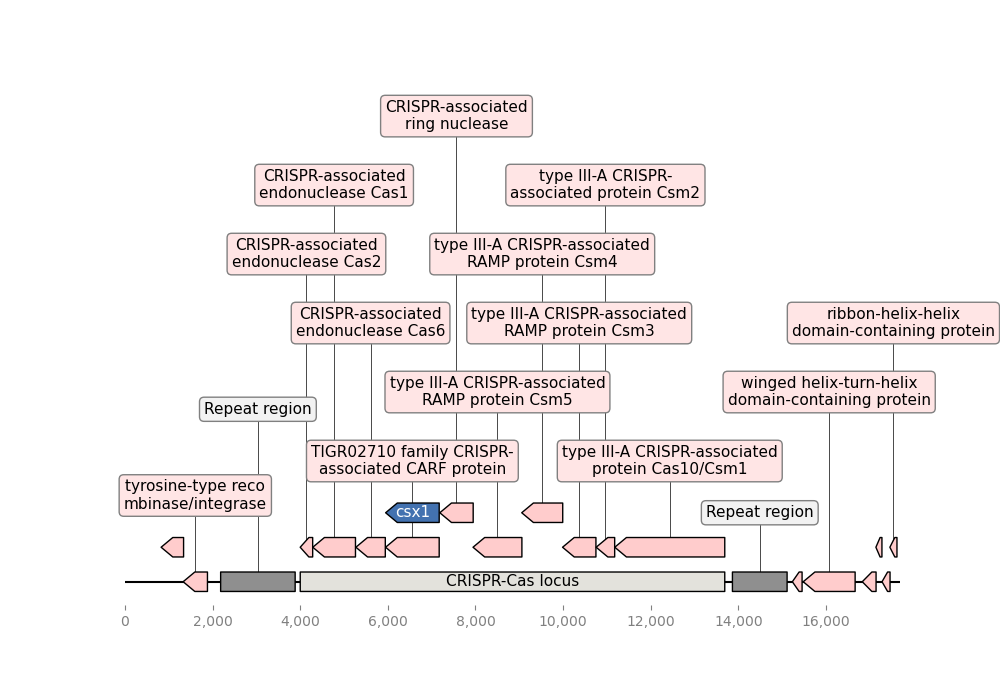 CRISPR-associated
ring nuclease
CRISPR-associated
endonuclease Cas1
type III-A CRISPR-
associated protein Csm2
CRISPR-associated
endonuclease Cas2
type III-A CRISPR-associated
RAMP protein Csm4
CRISPR-associated
endonuclease Cas6
type III-A CRISPR-associated
RAMP protein Csm3
ribbon-helix-helix
domain-containing protein
type III-A CRISPR-associated
RAMP protein Csm5
winged helix-turn-helix
domain-containing protein
Repeat region
TIGR02710 family CRISPR-
associated CARF protein
type III-A CRISPR-associated
protein Cas10/Csm1
tyrosine-type reco
mbinase/integrase
csx1
Repeat region
CRISPR-Cas locus
0
2,000
4,000
6,000
8,000
10,000
12,000
14,000
16,000